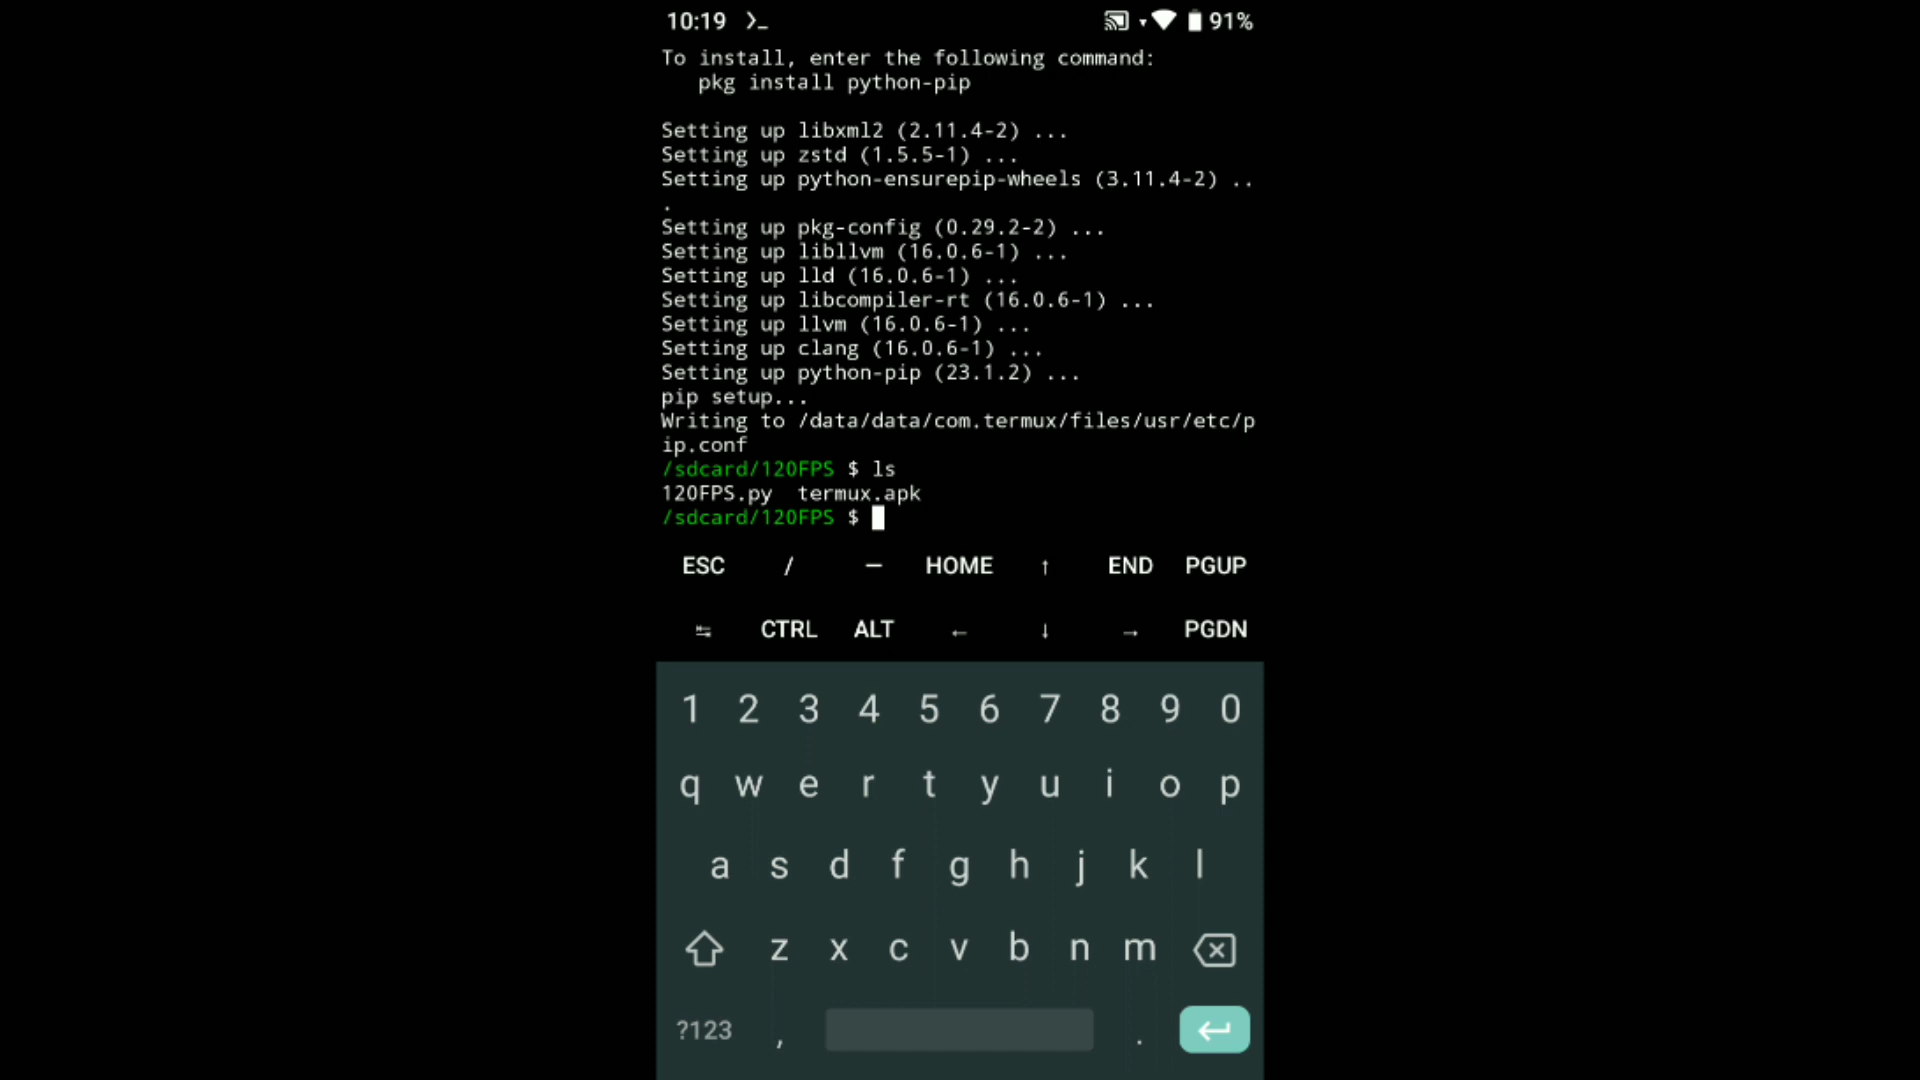 10:19 91%
To install, enter the following command:
pkg install python-pip
Setting up libxml2 (2.11.4-2) ...
Setting up zstd (1.5.5-1) ...
Setting up python-ensurepip-wheels (3.11.4-2) ..
.
Setting up pkg-config (0.29.2-2) ...
Setting up libllvm (16.0.6-1) ...
Setting up lld (16.0.6-1) ...
Setting up libcompiler-rt (16.0.6-1) ...
Setting up llvm (16.0.6-1) ...
Setting up clang (16.0.6-1) ...
Setting up python-pip (23.1.2) ...
pip setup...
Writing to /data/data/com.termux/files/usr/etc/p
ip.conf
/sdcard/120FPS $ ls
120FPS.py termux.apk
/sdcard/120FPS $
ESC / — HOME ↑ END PGUP
⇆ CTRL ALT ← ↓ → PGDN
1 2 3 4 5 6 7 8 9 0
q w e r t y u i o p
a s d f g h j k l
z x c v b n m
?123 , .